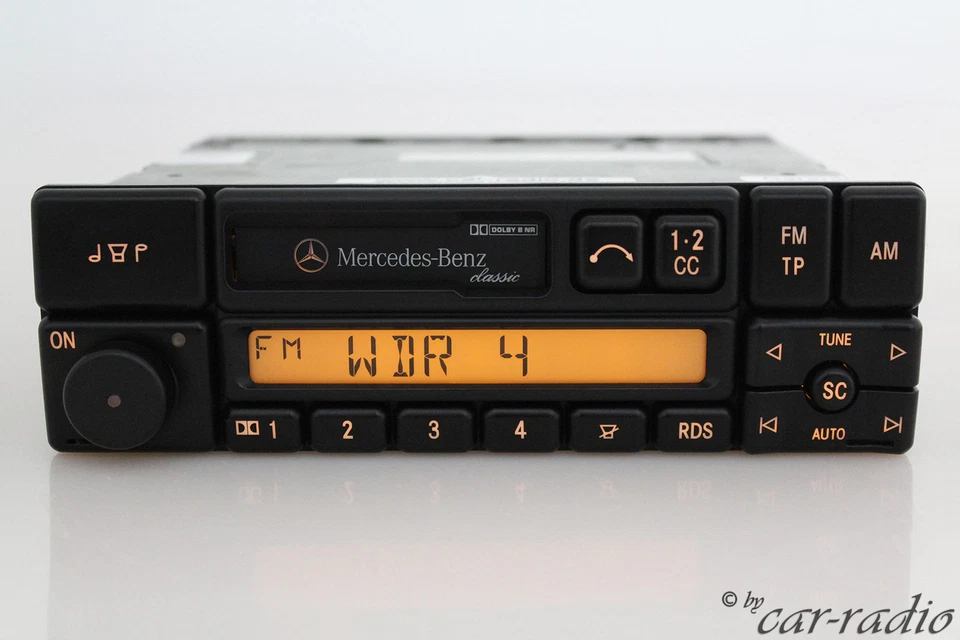 DOLBY B NR
Mercedes-Benz
classic
1·2
CC
FM
TP
AM
ON
FM WDR 4
TUNE
SC
AUTO
1
2
3
4
RDS
© by
car-radio